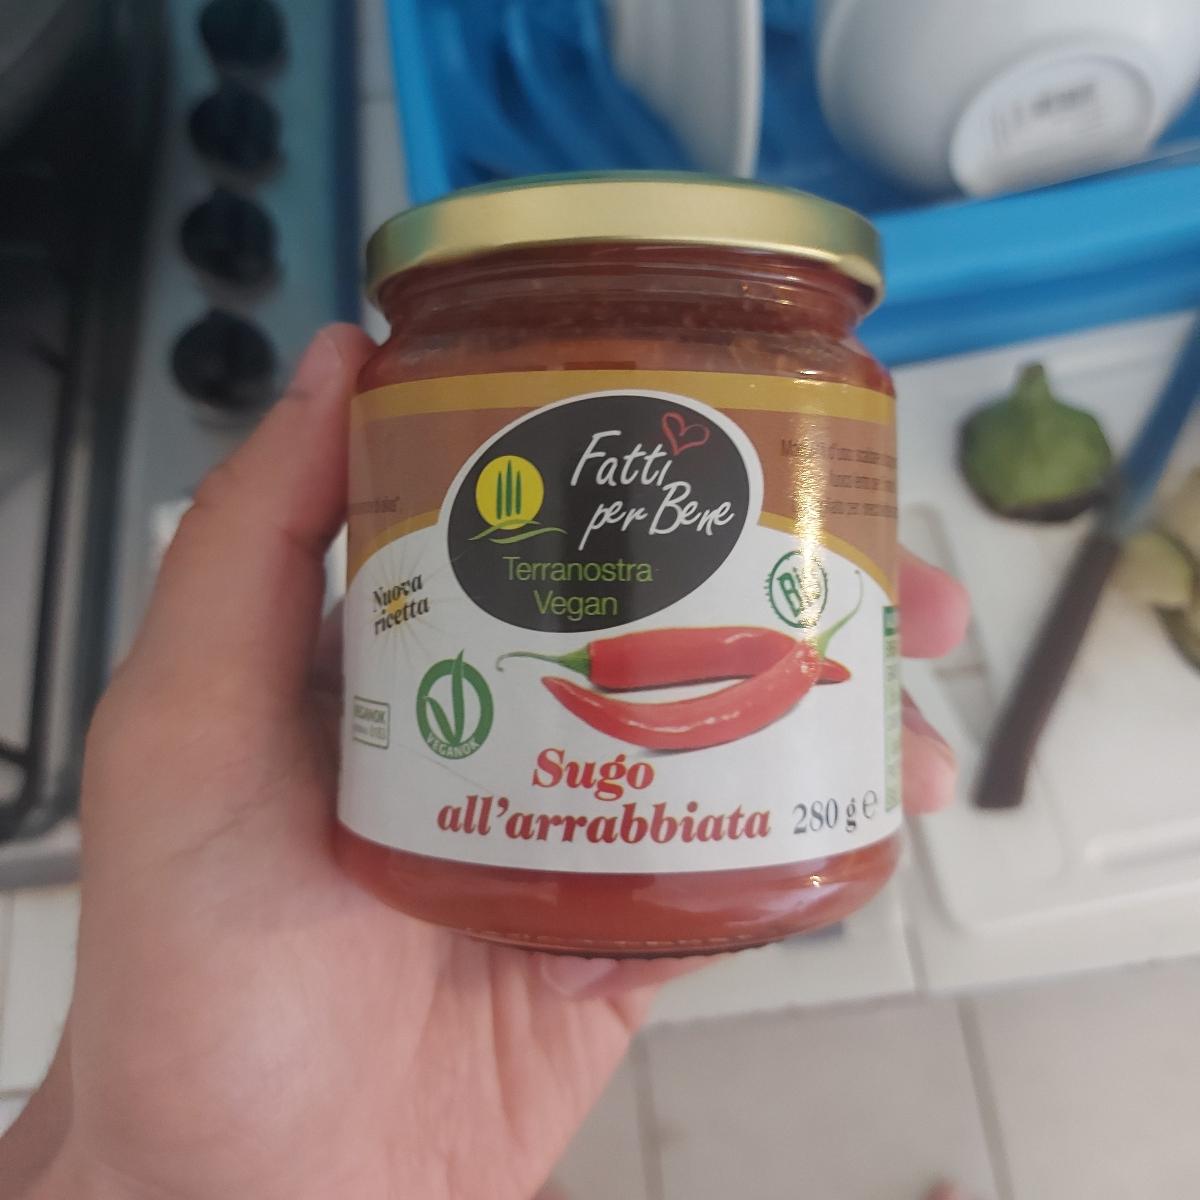 Fatti
per Bene
Terranostra
Vegan
Nuova
ricetta
Bio
VEGANOK
Sugo
all'arrabbiata
280 g e